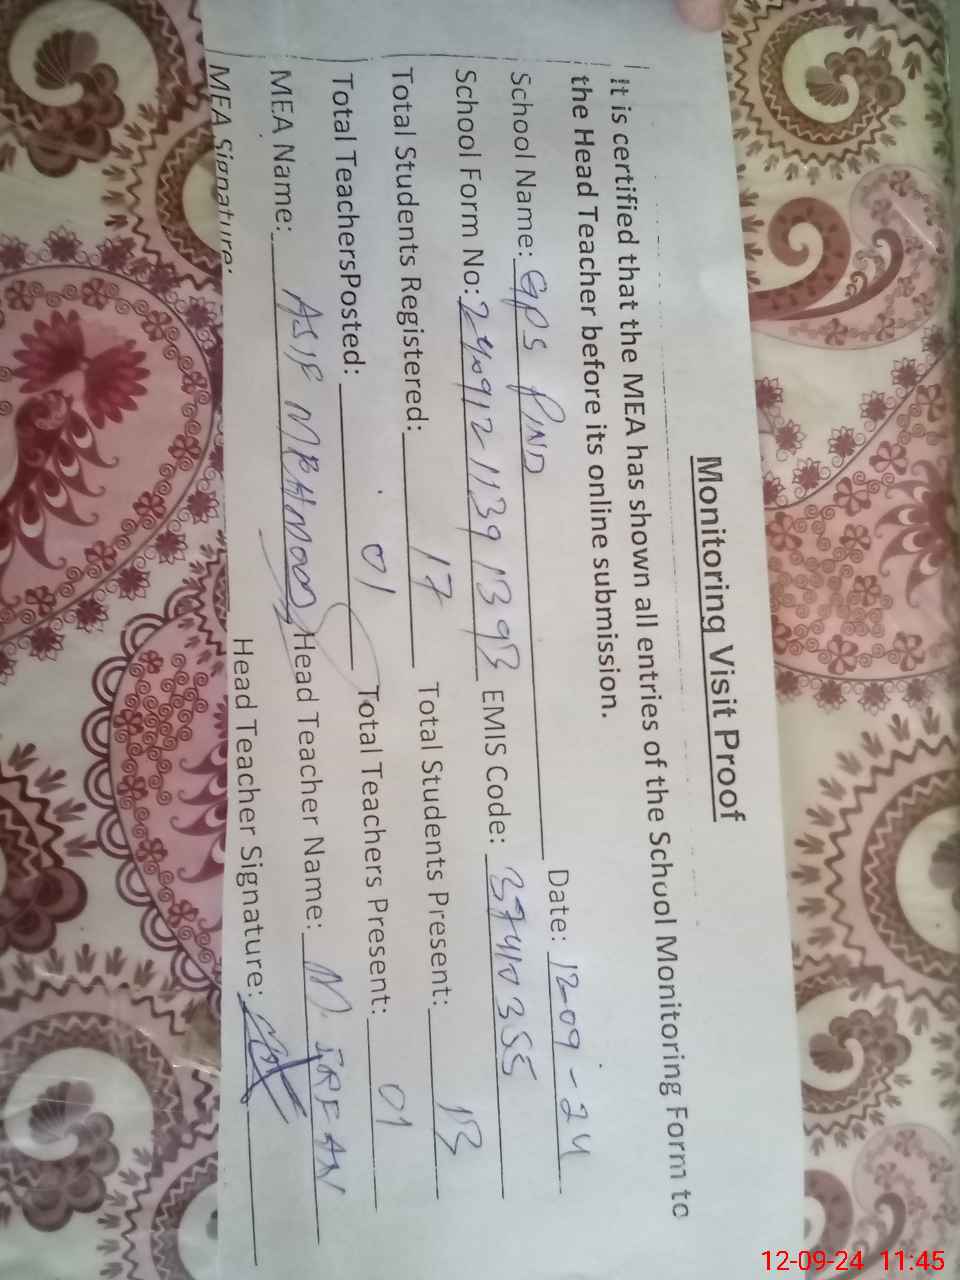 Monitoring Visit Proof
It is certified that the MEA has shown all entries of the School Monitoring Form to
the Head Teacher before its online submission.
School Name: GPS PIND Date: 12-09-24
School Form No: EMIS Code:
Total Students Registered: 17 Total Students Present: 13
Total TeachersPosted: 01 Total Teachers Present: 01
MEA Name: ASIF MEHMOOD Head Teacher Name: M. IRFAN
MEA Signature: Head Teacher Signature:
12-09-24 11:45